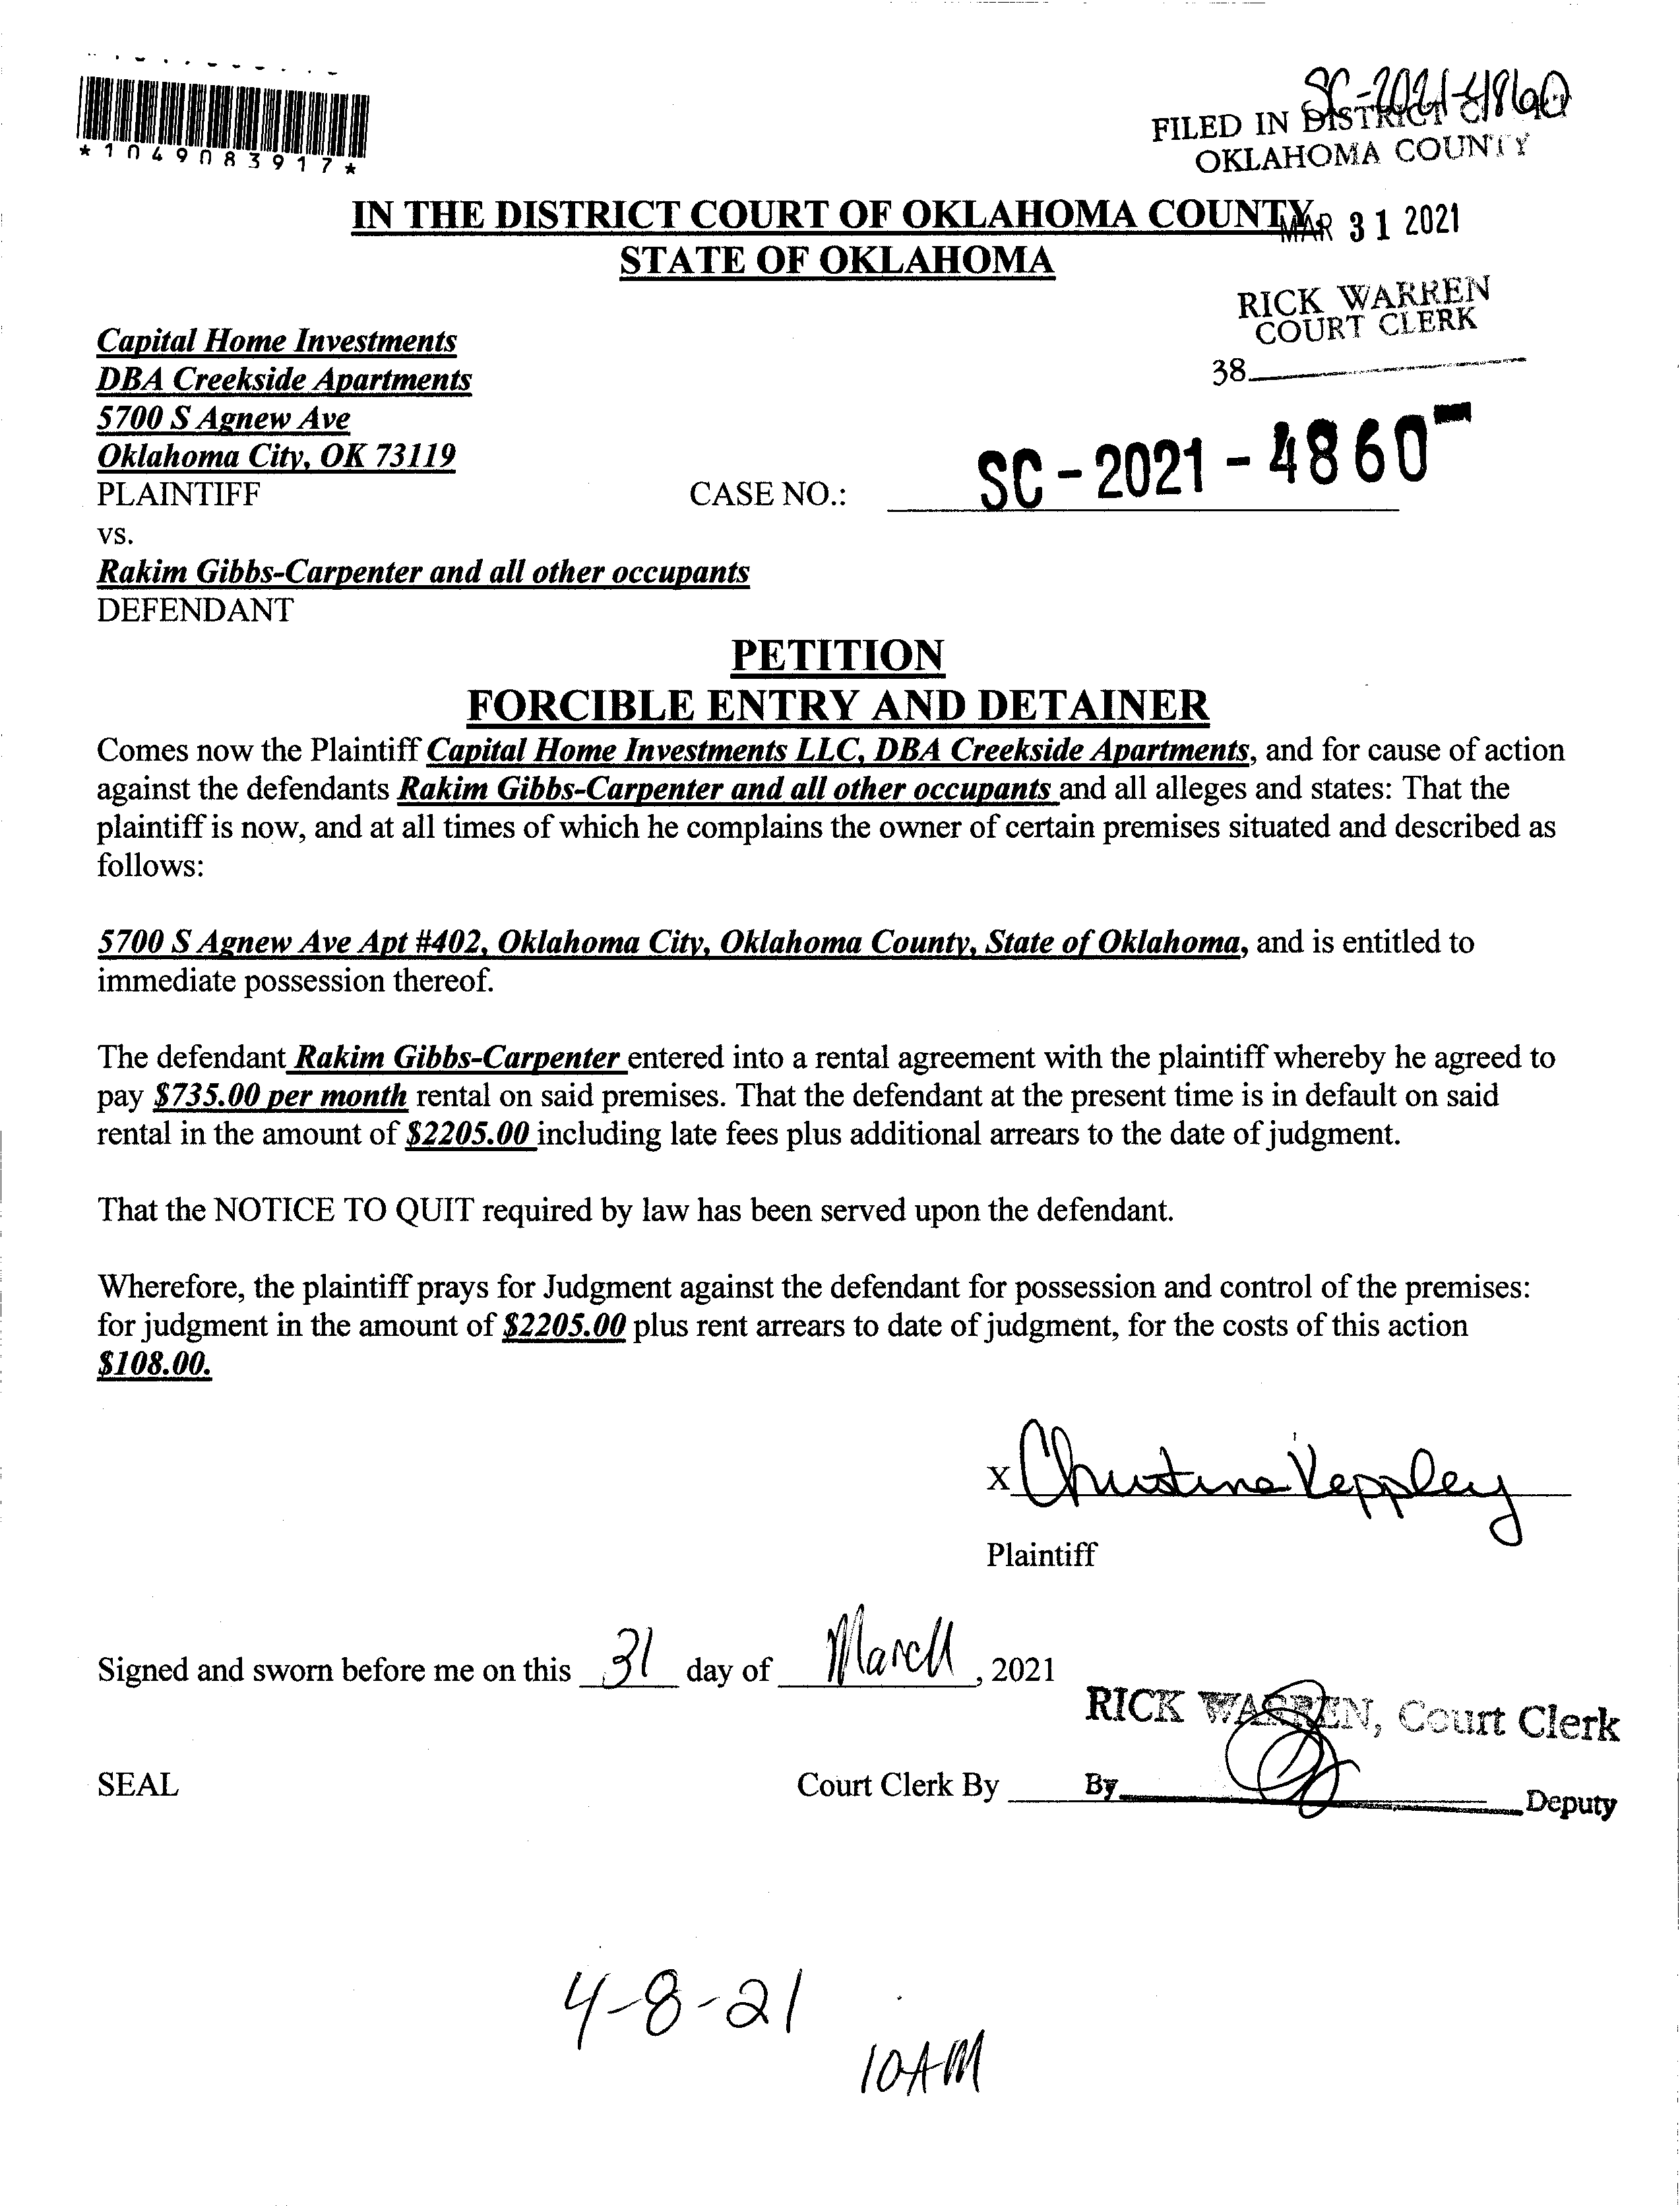 SC-2021-4860
FILED IN DISTRICT COURT
OKLAHOMA COUNTY
*1049083917*
IN THE DISTRICT COURT OF OKLAHOMA COUNTY
MAR 31 2021
STATE OF OKLAHOMA
RICK WARREN
COURT CLERK
38
Capital Home Investments
DBA Creekside Apartments
5700 S Agnew Ave
Oklahoma City, OK 73119
PLAINTIFF
CASE NO.: SC-2021-4860
vs.
Rakim Gibbs-Carpenter and all other occupants
DEFENDANT
PETITION
FORCIBLE ENTRY AND DETAINER
Comes now the Plaintiff Capital Home Investments LLC, DBA Creekside Apartments, and for cause of action
against the defendants Rakim Gibbs-Carpenter and all other occupants and all alleges and states: That the
plaintiff is now, and at all times of which he complains the owner of certain premises situated and described as
follows:
5700 S Agnew Ave Apt #402, Oklahoma City, Oklahoma County, State of Oklahoma, and is entitled to
immediate possession thereof.
The defendant Rakim Gibbs-Carpenter entered into a rental agreement with the plaintiff whereby he agreed to
pay $735.00 per month rental on said premises. That the defendant at the present time is in default on said
rental in the amount of $2205.00 including late fees plus additional arrears to the date of judgment.
That the NOTICE TO QUIT required by law has been served upon the defendant.
Wherefore, the plaintiff prays for Judgment against the defendant for possession and control of the premises:
for judgment in the amount of $2205.00 plus rent arrears to date of judgment, for the costs of this action
$108.00.
X Christine
Plaintiff
Signed and sworn before me on this 31 day of March, 2021
RICK WARREN, Court Clerk
SEAL
Court Clerk By
By
Deputy
4-8-21
10AM